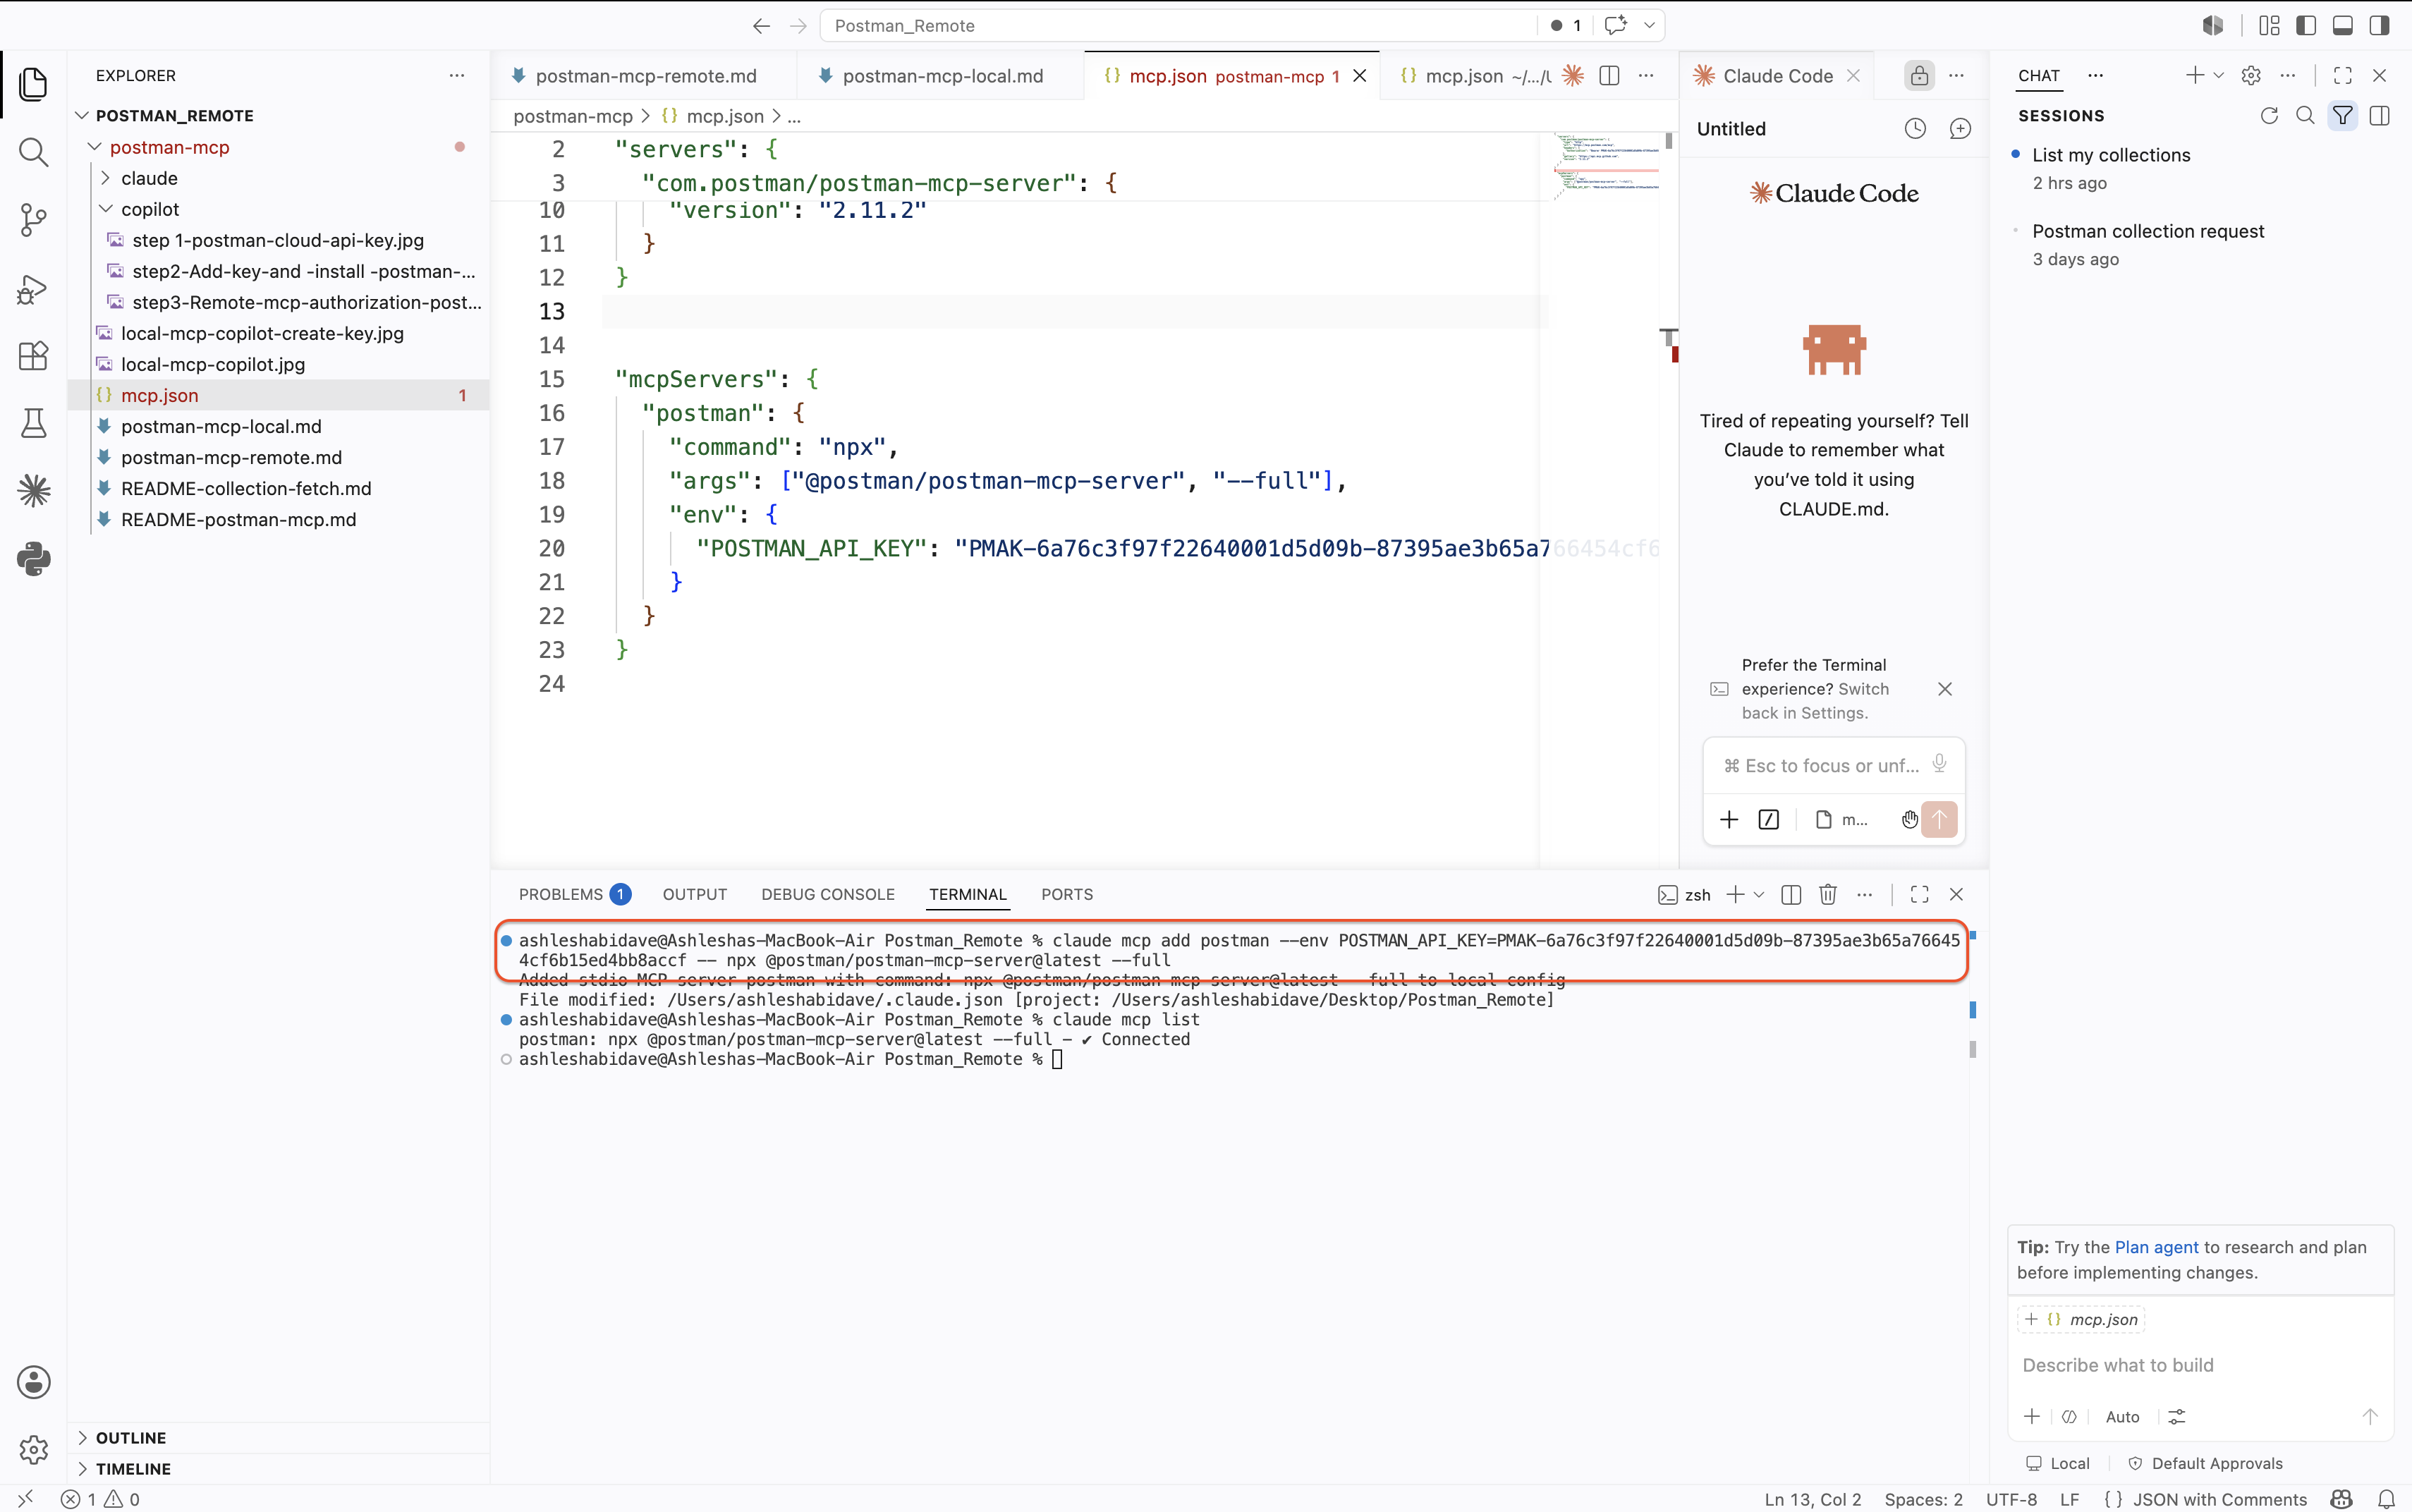 Postman_Remote
1
EXPLORER
POSTMAN_REMOTE
postman-mcp
claude
copilot
step 1-postman-cloud-api-key.jpg
step2-Add-key-and -install -postman-...
step3-Remote-mcp-authorization-post...
local-mcp-copilot-create-key.jpg
local-mcp-copilot.jpg
mcp.json 1
postman-mcp-local.md
postman-mcp-remote.md
README-collection-fetch.md
README-postman-mcp.md
OUTLINE
TIMELINE
postman-mcp-remote.md
postman-mcp-local.md
mcp.json postman-mcp 1
mcp.json ~/.../U
postman-mcp > {} mcp.json > ...
2 "servers": {
3 "com.postman/postman-mcp-server": {
10 "version": "2.11.2"
11 }
12 }
13
14
15 "mcpServers": {
16 "postman": {
17 "command": "npx",
18 "args": ["@postman/postman-mcp-server", "--full"],
19 "env": {
20 "POSTMAN_API_KEY": "PMAK-6a76c3f97f22640001d5d09b-87395ae3b65a766454cf6
21 }
22 }
23 }
24
Claude Code
Untitled
Claude Code
Tired of repeating yourself? Tell
Claude to remember what
you've told it using
CLAUDE.md.
Prefer the Terminal
experience? Switch
back in Settings.
⌘ Esc to focus or unf...
m...
PROBLEMS 1 OUTPUT DEBUG CONSOLE TERMINAL PORTS
zsh
ashleshabidave@Ashleshas-MacBook-Air Postman_Remote % claude mcp add postman --env POSTMAN_API_KEY=PMAK-6a76c3f97f22640001d5d09b-87395ae3b65a76645
4cf6b15ed4bb8accf -- npx @postman/postman-mcp-server@latest --full
Added stdio MCP server postman with command: npx @postman/postman-mcp-server@latest --full to local config
File modified: /Users/ashleshabidave/.claude.json [project: /Users/ashleshabidave/Desktop/Postman_Remote]
ashleshabidave@Ashleshas-MacBook-Air Postman_Remote % claude mcp list
postman: npx @postman/postman-mcp-server@latest --full - ✔ Connected
ashleshabidave@Ashleshas-MacBook-Air Postman_Remote %
CHAT
SESSIONS
List my collections
2 hrs ago
Postman collection request
3 days ago
Tip: Try the Plan agent to research and plan
before implementing changes.
{} mcp.json
Describe what to build
Auto
Local
Default Approvals
1 0
Ln 13, Col 2 Spaces: 2 UTF-8 LF {} JSON with Comments